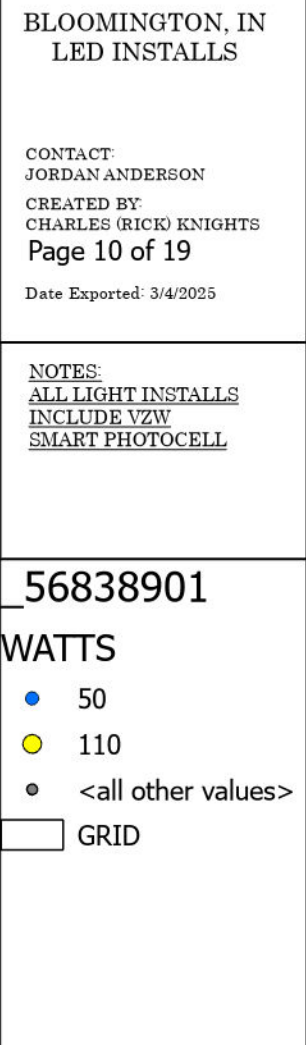 BLOOMINGTON, IN
LED INSTALLS
CONTACT:
JORDAN ANDERSON
CREATED BY:
CHARLES (RICK) KNIGHTS
Page 10 of 19
Date Exported: 3/4/2025
NOTES:
ALL LIGHT INSTALLS
INCLUDE VZW
SMART PHOTOCELL
_56838901
WATTS
50
110
<all other values>
GRID